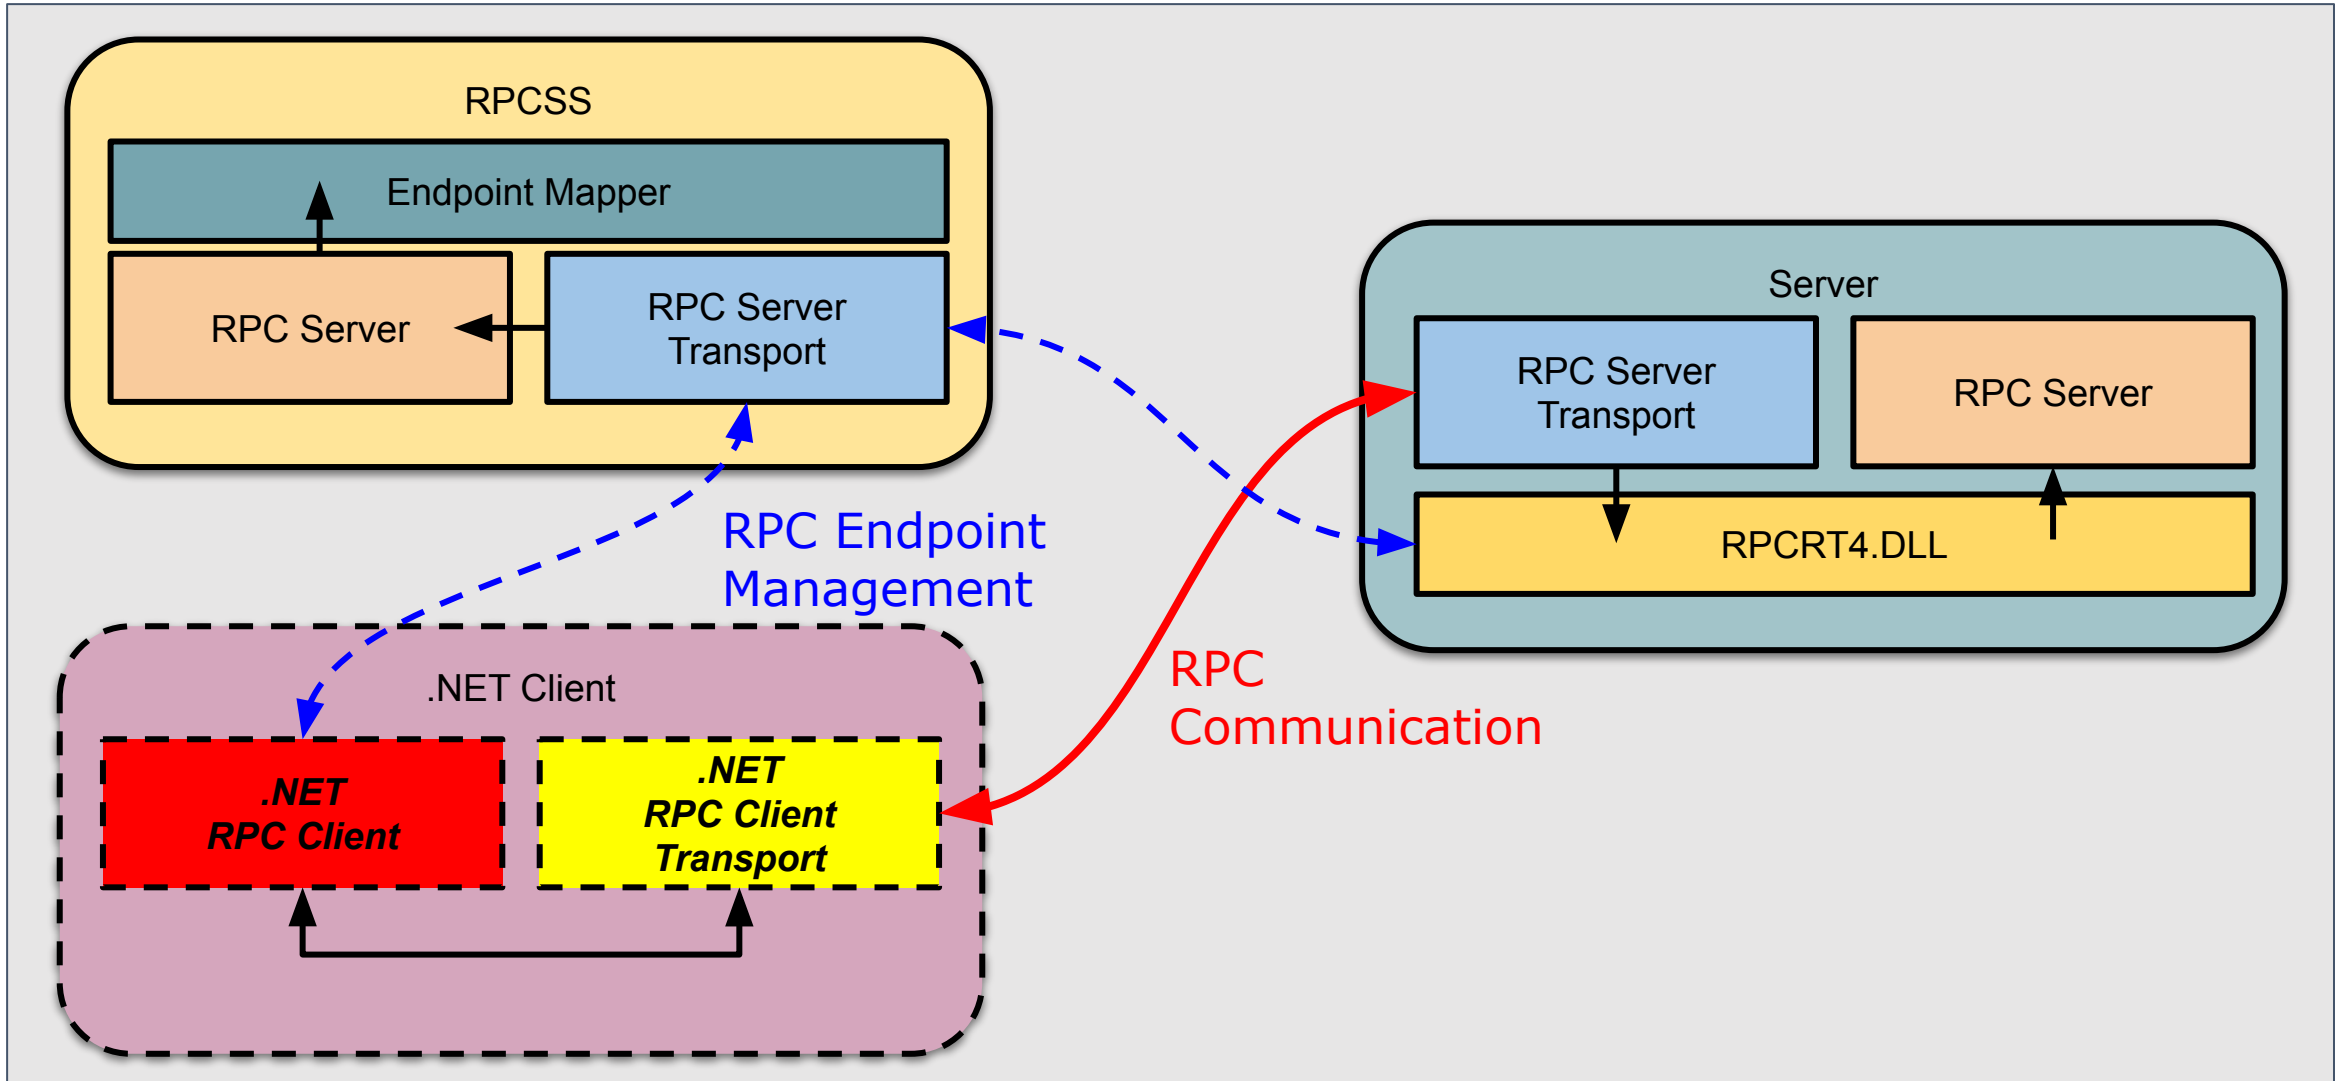 RPCSS
Endpoint Mapper
RPC Server
RPC Server
Transport
Server
RPC Server
Transport
RPC Server
RPCRT4.DLL
RPC Endpoint
Management
RPC
Communication
.NET Client
.NET
RPC Client
.NET
RPC Client
Transport